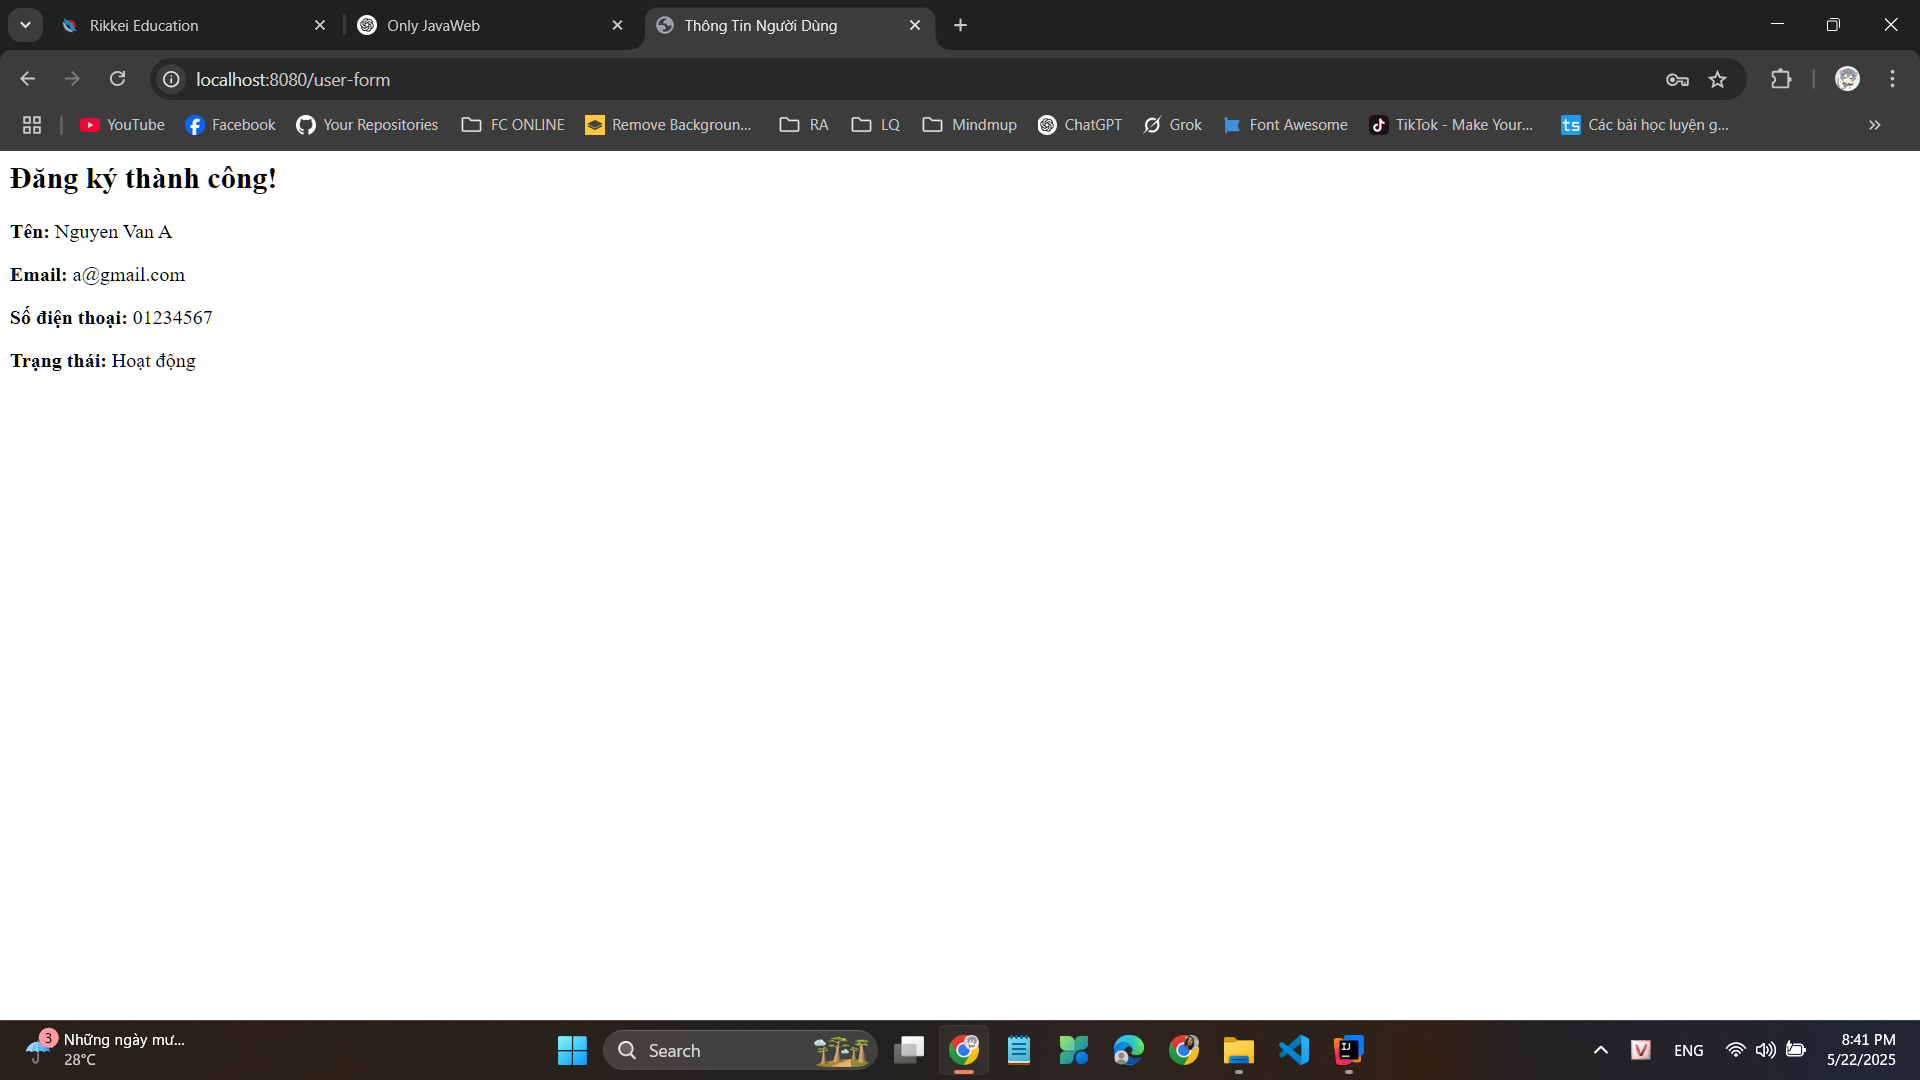 Rikkei Education
Only JavaWeb
Thông Tin Người Dùng
localhost:8080/user-form
YouTube
Facebook
Your Repositories
FC ONLINE
Remove Backgroun...
RA
LQ
Mindmup
ChatGPT
Grok
Font Awesome
TikTok - Make Your...
ts
Các bài học luyện g...
Đăng ký thành công!
Tên: Nguyen Van A
Email: a@gmail.com
Số điện thoại: 01234567
Trạng thái: Hoạt động
3
Những ngày mư...
28°C
Search
IJ
V
ENG
8:41 PM
5/22/2025